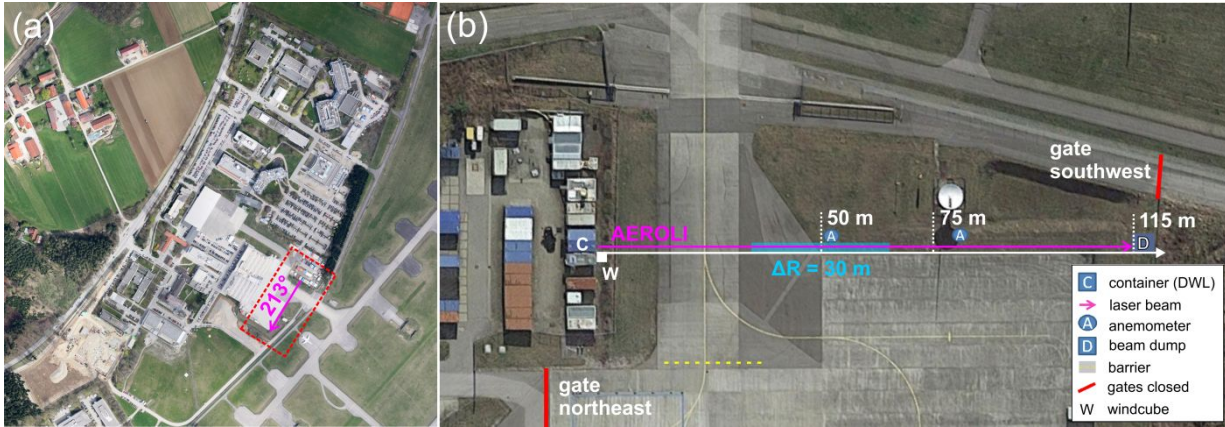 (a)
213°
(b)
gate
southwest
50 m
75 m
115 m
A
A
C
AEROLI
D
W
ΔR = 30 m
gate
northeast
C container (DWL)
laser beam
A anemometer
D beam dump
barrier
gates closed
W windcube